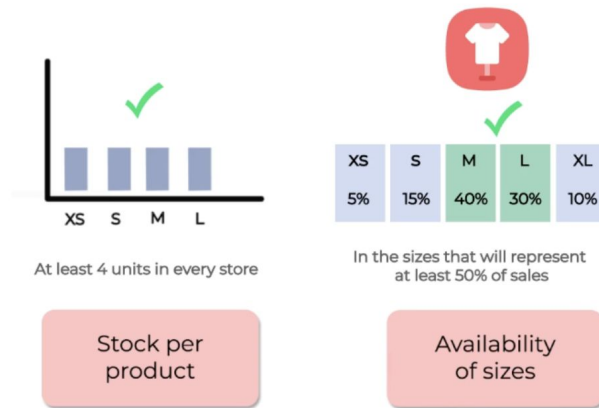 XS S M L
At least 4 units in every store
Stock per
product
XS S M L XL
5% 15% 40% 30% 10%
In the sizes that will represent
at least 50% of sales
Availability
of sizes